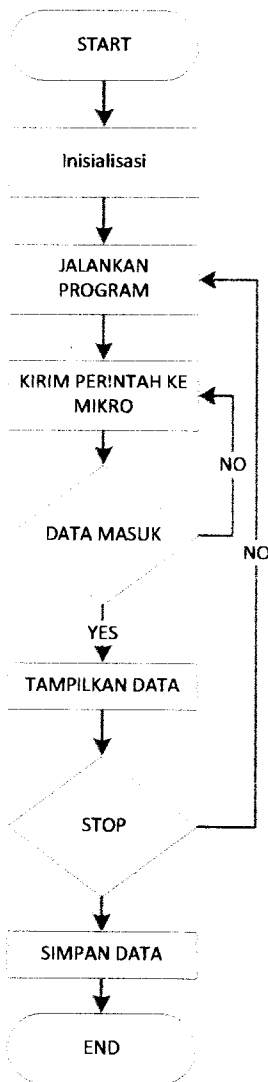 START
Inisialisasi
JALANKAN
PROGRAM
KIRIM PERINTAH KE
MIKRO
NO
DATA MASUK
NO
YES
TAMPILKAN DATA
STOP
SIMPAN DATA
END